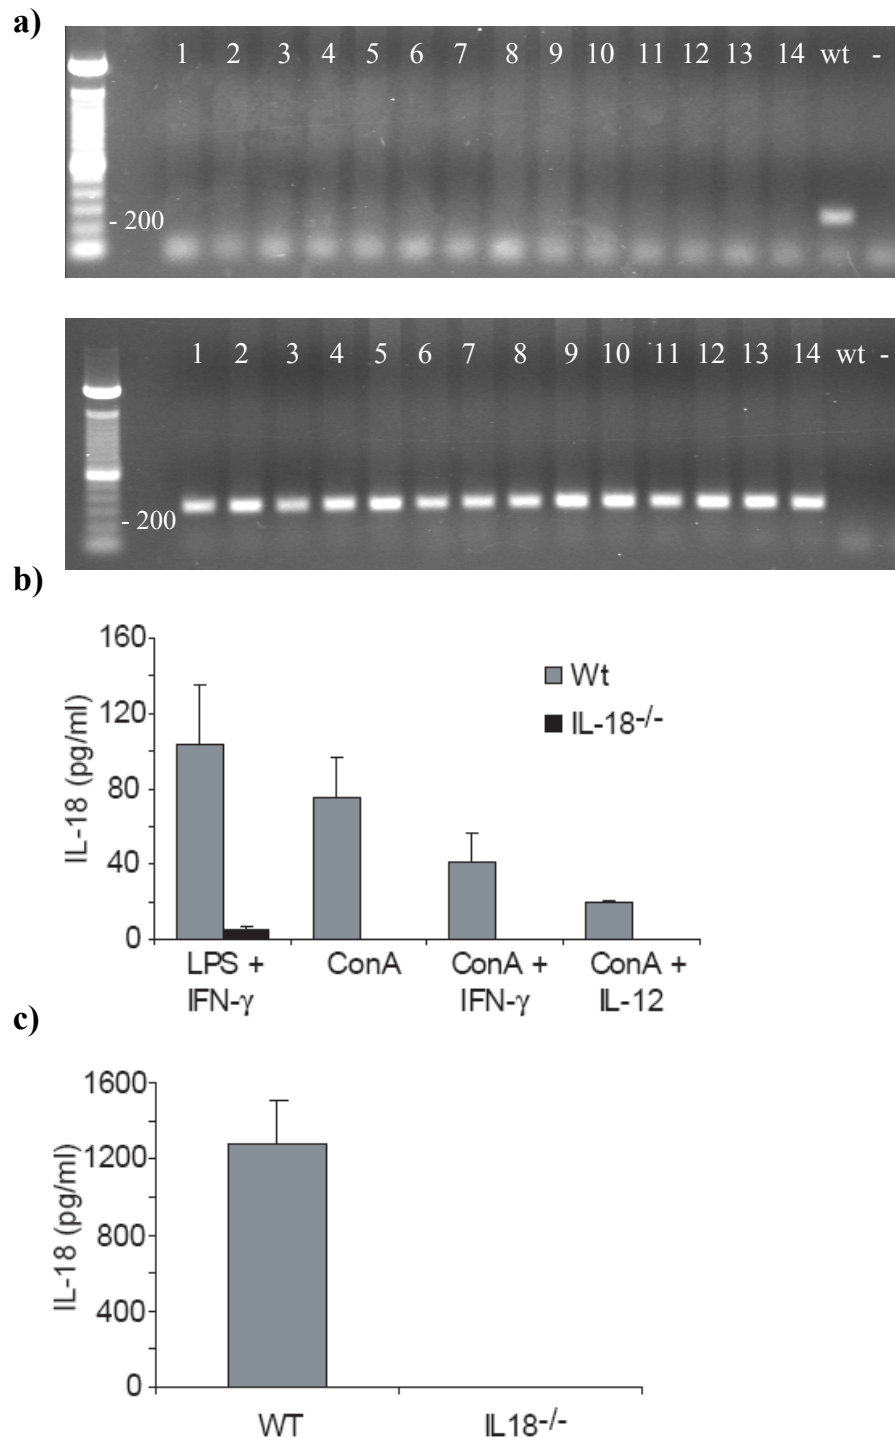 a)
1 2 3 4 5 6 7 8 9 10 11 12 13 14 wt -
- 200
1 2 3 4 5 6 7 8 9 10 11 12 13 14 wt -
- 200
b)
160
120
80
40
0
IL-18 (pg/ml)
Wt
IL-18-/-
LPS + IFN-γ
ConA
ConA + IFN-γ
ConA + IL-12
c)
1600
1200
800
400
0
IL-18 (pg/ml)
WT
IL18-/-